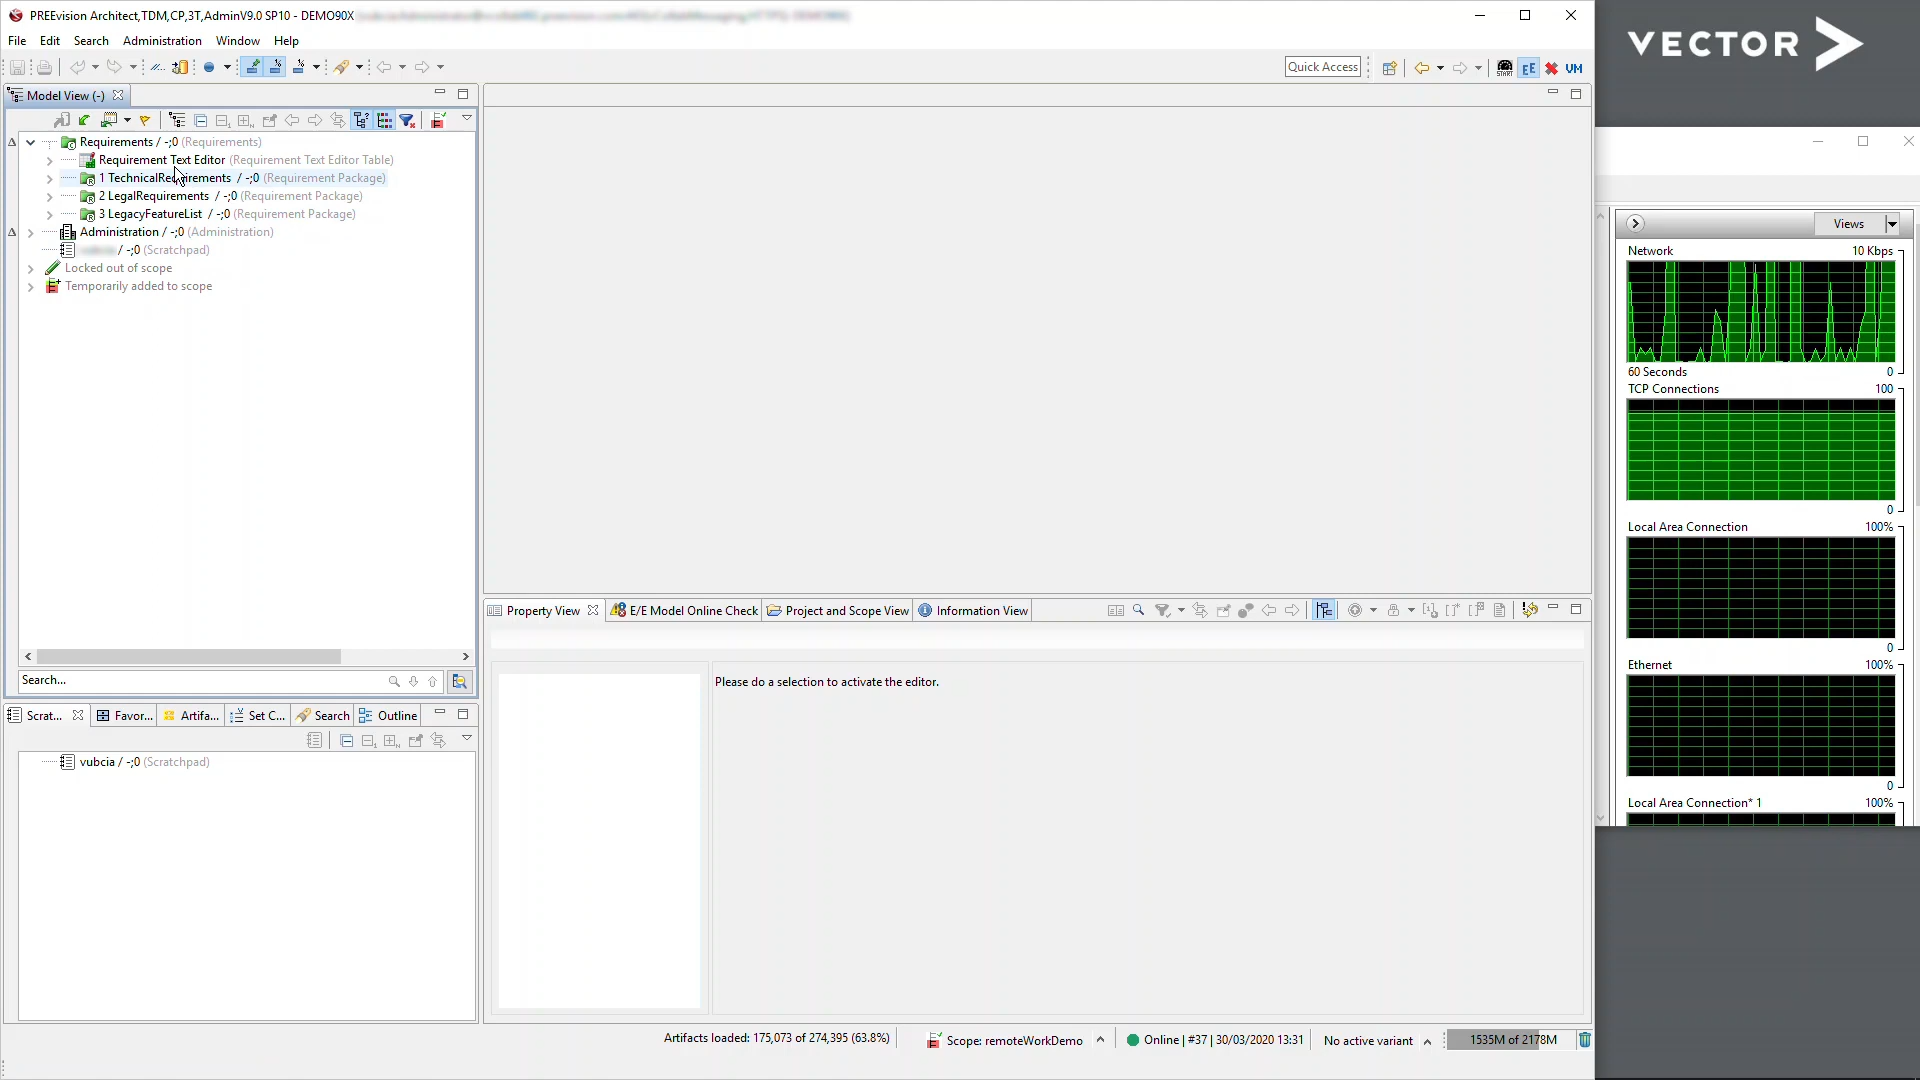 PREEvision Architect,TDM,CP,3T,AdminV9.0 SP10 - DEMO90X
VECTOR
File Edit Search Administration Window Help
Quick Access
START EE VM
Model View (-)
Requirements / -;0 (Requirements)
Requirement Text Editor (Requirement Text Editor Table)
1 TechnicalRequirements / -;0 (Requirement Package)
2 LegalRequirements / -;0 (Requirement Package)
3 LegacyFeatureList / -;0 (Requirement Package)
Administration / -;0 (Administration)
/ -;0 (Scratchpad)
Locked out of scope
Temporarily added to scope
Search...
Scrat... Favor... Artifa... Set C... Search Outline
vubcia / -;0 (Scratchpad)
Property View E/E Model Online Check Project and Scope View Information View
Please do a selection to activate the editor.
Artifacts loaded: 175,073 of 274,395 (63.8%) Scope: remoteWorkDemo Online | #37 | 30/03/2020 13:31 No active variant 1535M of 2178M
Views
Network 10 Kbps
60 Seconds 0
TCP Connections 100
0
Local Area Connection 100%
0
Ethernet 100%
0
Local Area Connection* 1 100%